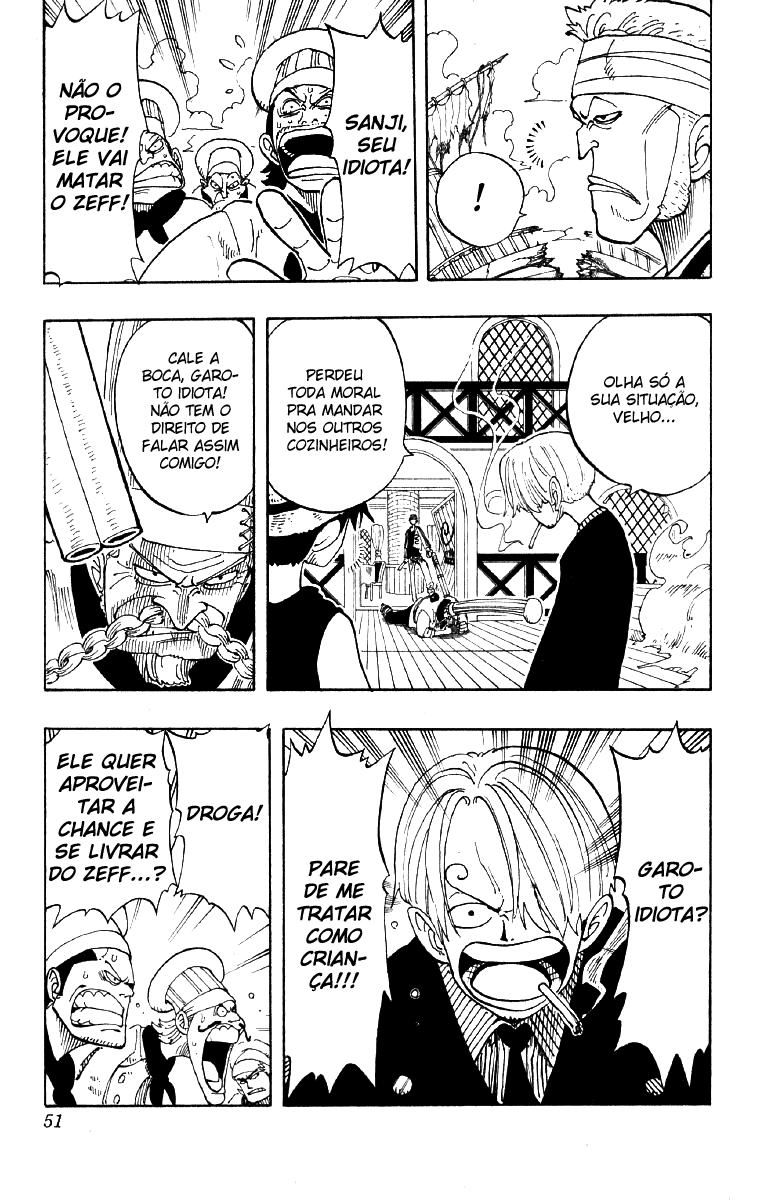 !
SANJI,
SEU
IDIOTA!
NÃO O
PRO-
VOQUE!
ELE VAI
MATAR
O ZEFF!
OLHA SÓ A
SUA SITUAÇÃO,
VELHO...
PERDEU
TODA MORAL
PRA MANDAR
NOS OUTROS
COZINHEIROS!
CALE A
BOCA, GARO-
TO IDIOTA!
NÃO TEM O
DIREITO DE
FALAR ASSIM
COMIGO!
GARO-
TO
IDIOTA?
PARE
DE ME
TRATAR
COMO
CRIAN-
ÇA!!!
DROGA!
ELE QUER
APROVEI-
TAR A
CHANCE E
SE LIVRAR
DO ZEFF...?
51